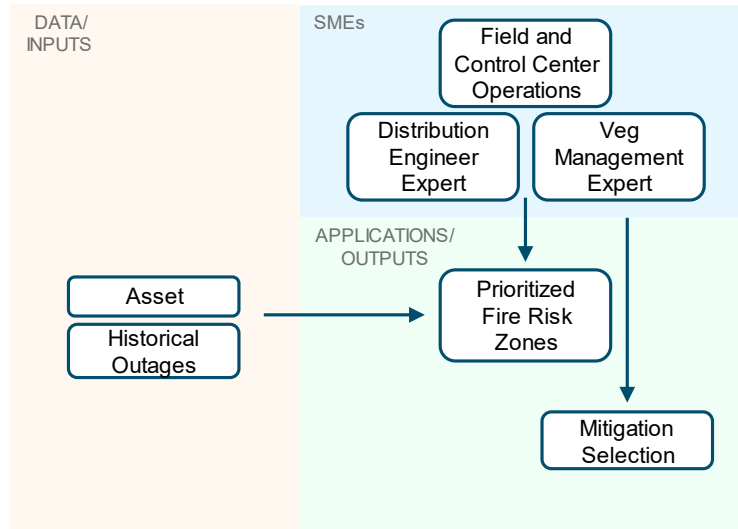 DATA/
INPUTS
SMEs
Field and
Control Center
Operations
Distribution
Engineer
Expert
Veg
Management
Expert
APPLICATIONS/
OUTPUTS
Asset
Historical
Outages
Prioritized
Fire Risk
Zones
Mitigation
Selection